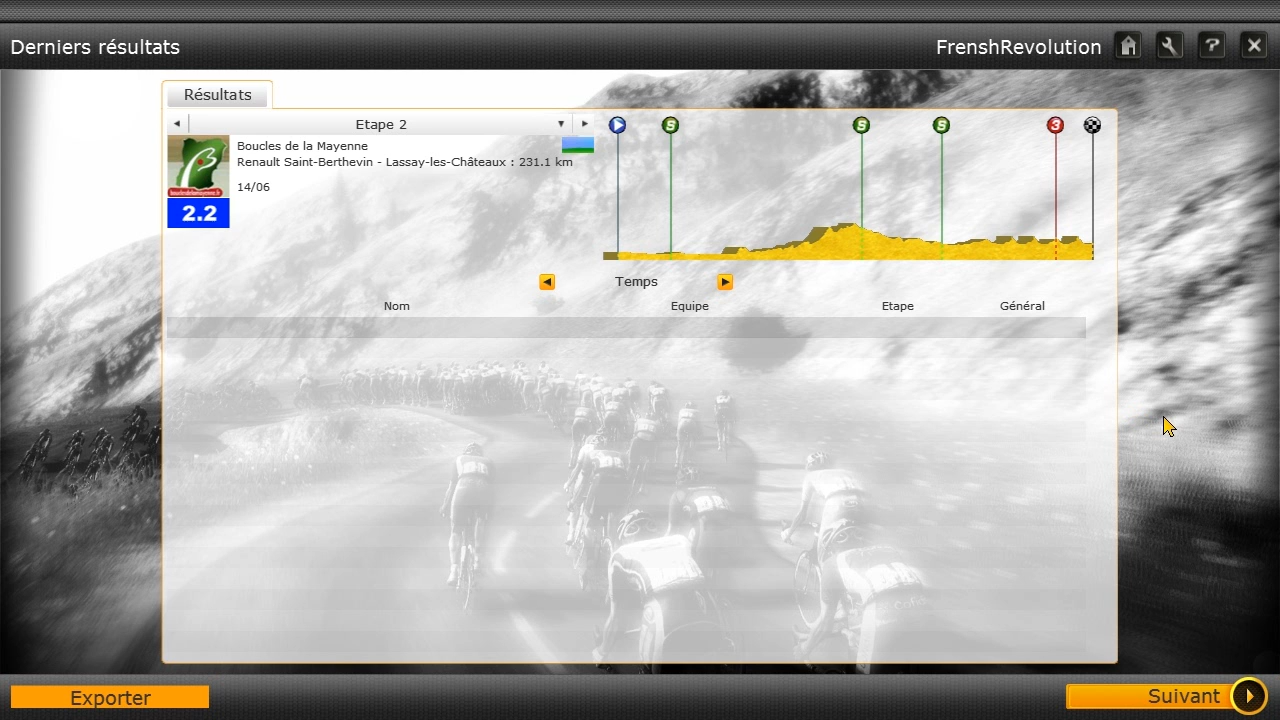 Derniers résultats
FrenshRevolution
?
Résultats
Etape 2
Boucles de la Mayenne
Renault Saint-Berthevin - Lassay-les-Châteaux : 231.1 km
14/06
2.2
S
S
S
3
Temps
Nom Equipe Etape Général
Exporter
Suivant